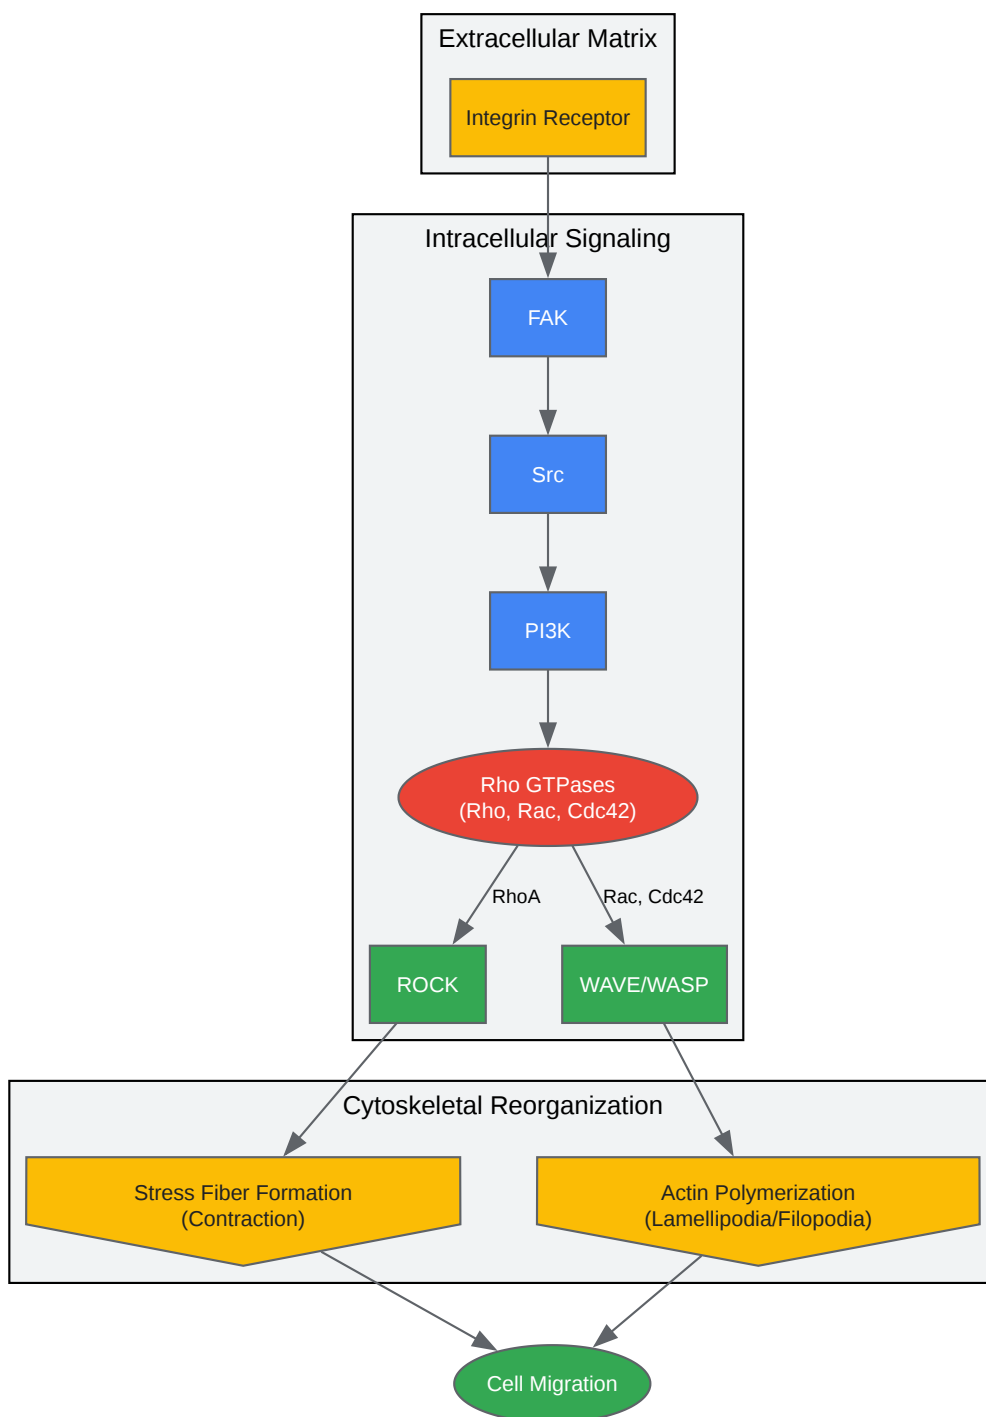 Extracellular Matrix
Integrin Receptor
Intracellular Signaling
FAK
Src
PI3K
Rho GTPases
(Rho, Rac, Cdc42)
RhoA
Rac, Cdc42
ROCK
WAVE/WASP
Cytoskeletal Reorganization
Stress Fiber Formation
(Contraction)
Actin Polymerization
(Lamellipodia/Filopodia)
Cell Migration